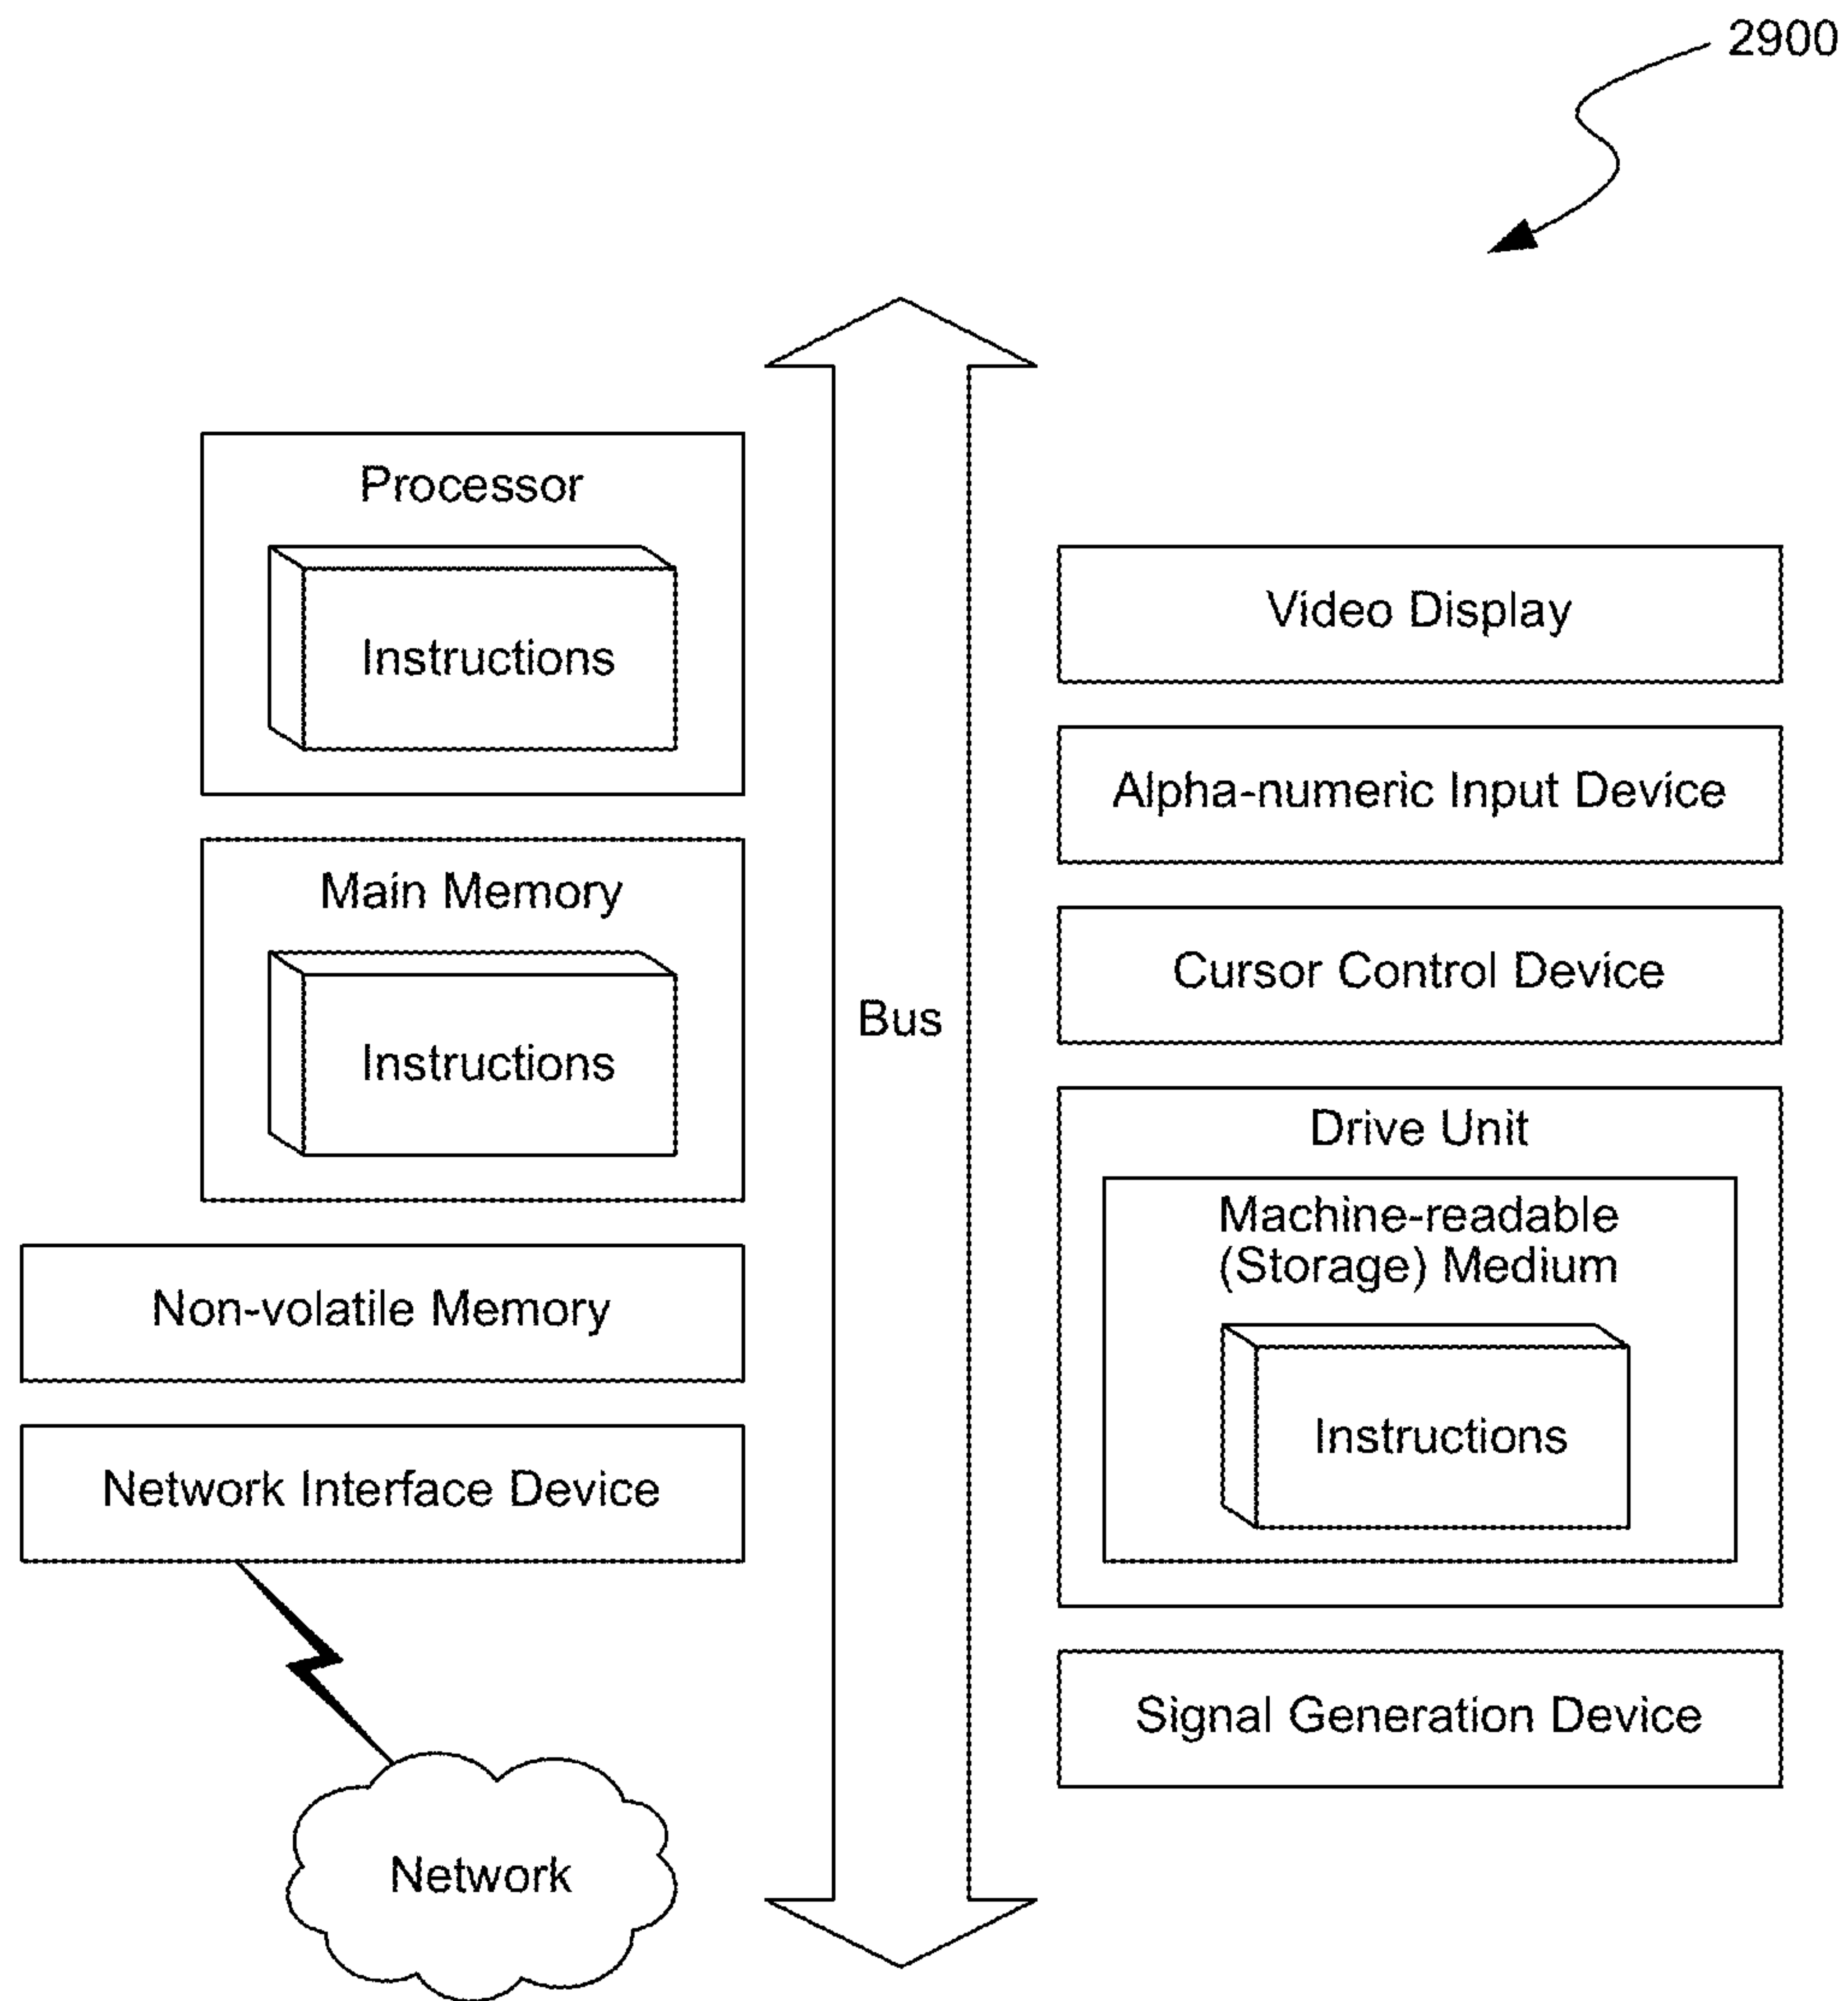 2900
Processor
Instructions
Main Memory
Instructions
Non-volatile Memory
Network Interface Device
Network
Bus
Video Display
Alpha-numeric Input Device
Cursor Control Device
Drive Unit
Machine-readable
(Storage) Medium
Instructions
Signal Generation Device